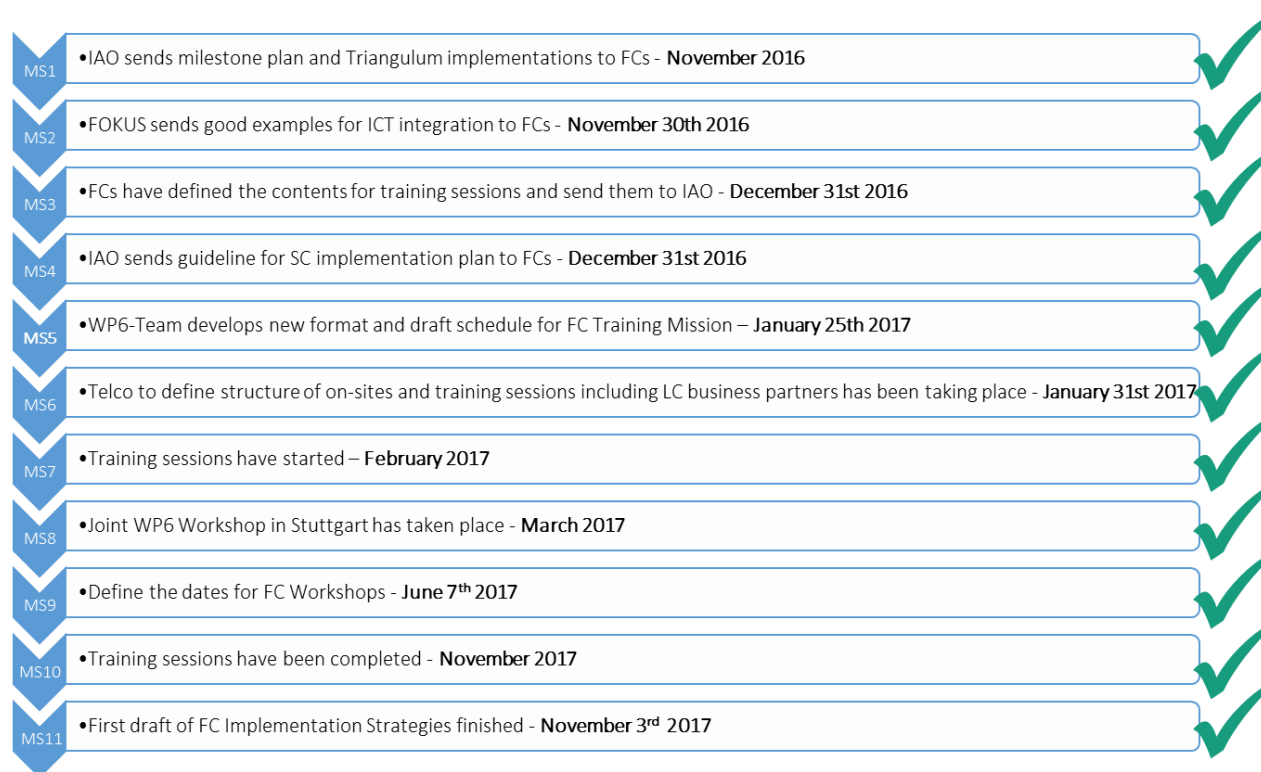 MS1
•IAO sends milestone plan and Triangulum implementations to FCs - November 2016
MS2
•FOKUS sends good examples for ICT integration to FCs - November 30th 2016
MS3
•FCs have defined the contents for training sessions and send them to IAO - December 31st 2016
MS4
•IAO sends guideline for SC implementation plan to FCs - December 31st 2016
MS5
•WP6-Team develops new format and draft schedule for FC Training Mission – January 25th 2017
MS6
•Telco to define structure of on-sites and training sessions including LC business partners has been taking place - January 31st 2017
MS7
•Training sessions have started – February 2017
MS8
•Joint WP6 Workshop in Stuttgart has taken place - March 2017
MS9
•Define the dates for FC Workshops - June 7th 2017
MS10
•Training sessions have been completed - November 2017
MS11
•First draft of FC Implementation Strategies finished - November 3rd 2017